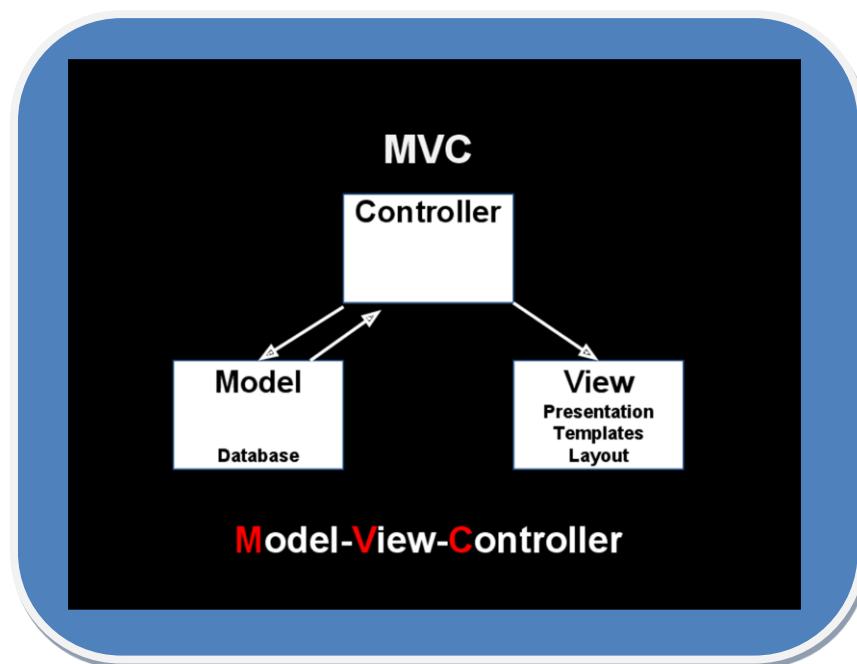 MVC
Controller
Model
Database
View
Presentation
Templates
Layout
Model-View-Controller